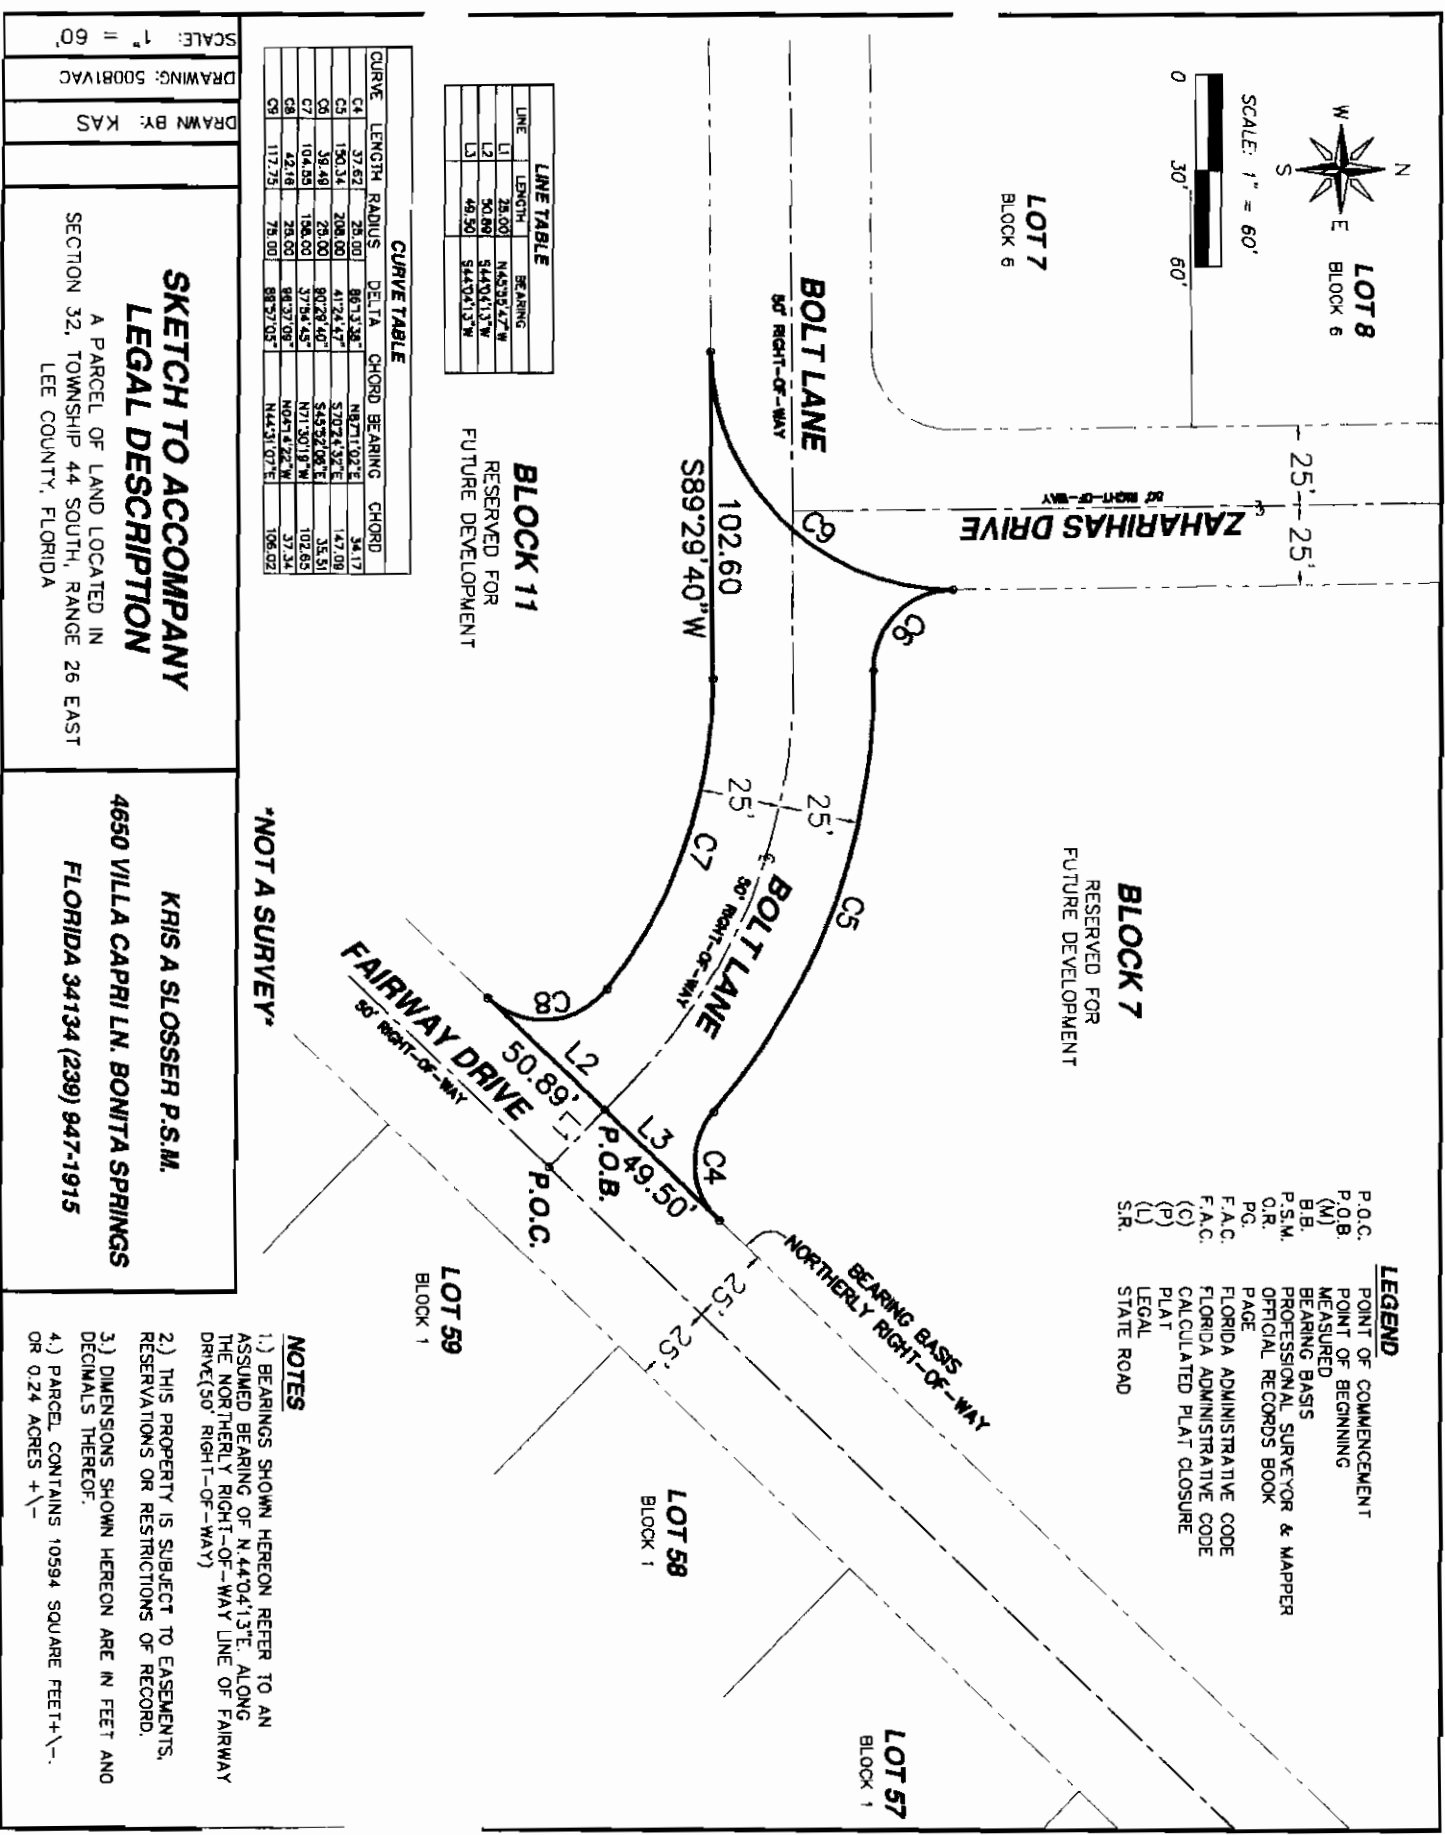 N
W
E
S
SCALE: 1" = 60'
0 30' 60'
LOT 8
BLOCK 6
LOT 7
BLOCK 6
25' 25'
ZAHARIHAS DRIVE
50' RIGHT-OF-WAY
BOLT LANE
50' RIGHT-OF-WAY
C9
C6
102.60
S89°29'40"W
BLOCK 7
RESERVED FOR
FUTURE DEVELOPMENT
BLOCK 11
RESERVED FOR
FUTURE DEVELOPMENT
25'
25'
C7
C5
BOLT LANE
50' RIGHT-OF-WAY
C8
C4
L2
50.89'
L3
49.50'
L1
P.O.B.
P.O.C.
FAIRWAY DRIVE
50' RIGHT-OF-WAY
BEARING BASIS
NORTHERLY RIGHT-OF-WAY
25'
25'
LOT 59
BLOCK 1
LOT 58
BLOCK 1
LOT 57
BLOCK 1
LEGEND
P.O.C. POINT OF COMMENCEMENT
P.O.B. POINT OF BEGINNING
(M) MEASURED
B.B. BEARING BASIS
P.S.M. PROFESSIONAL SURVEYOR & MAPPER
O.R. OFFICIAL RECORDS BOOK
PG. PAGE
F.A.C. FLORIDA ADMINISTRATIVE CODE
F.A.C. FLORIDA ADMINISTRATIVE CODE
(C) CALCULATED PLAT CLOSURE
(P) PLAT
(L) LEGAL
S.R. STATE ROAD
LINE TABLE
LINE LENGTH BEARING
L1 25.00 N45°55'47"W
L2 50.89 S44°04'13"W
L3 49.50 S44°04'13"W
CURVE TABLE
CURVE LENGTH RADIUS DELTA CHORD BEARING CHORD
C4 37.62 25.00 86°13'38" N87°11'02"E 34.17
C5 150.34 208.00 41°24'47" S70°24'32"E 147.09
C6 39.49 25.00 90°29'40" S45°52'06"E 35.51
C7 104.55 158.00 37°54'45" N71°30'19"W 102.65
C8 42.16 25.00 96°37'09" N04°14'22"W 37.34
C9 117.75 75.00 89°57'05" N44°31'07"E 106.02
*NOT A SURVEY*
NOTES
1.) BEARINGS SHOWN HEREON REFER TO AN
ASSUMED BEARING OF N.44°04'13"E. ALONG
THE NORTHERLY RIGHT-OF-WAY LINE OF FAIRWAY
DRIVE(50' RIGHT-OF-WAY)
2.) THIS PROPERTY IS SUBJECT TO EASEMENTS,
RESERVATIONS OR RESTRICTIONS OF RECORD.
3.) DIMENSIONS SHOWN HEREON ARE IN FEET AND
DECIMALS THEREOF.
4.) PARCEL CONTAINS 10594 SQUARE FEET+\-.
OR 0.24 ACRES +\-
SCALE: 1" = 60'
DRAWING: 50081VAC
DRAWN BY: KAS
SKETCH TO ACCOMPANY
LEGAL DESCRIPTION
A PARCEL OF LAND LOCATED IN
SECTION 32, TOWNSHIP 44 SOUTH, RANGE 26 EAST
LEE COUNTY, FLORIDA
KRIS A SLOSSER P.S.M.
4650 VILLA CAPRI LN. BONITA SPRINGS
FLORIDA 34134 (239) 947-1915